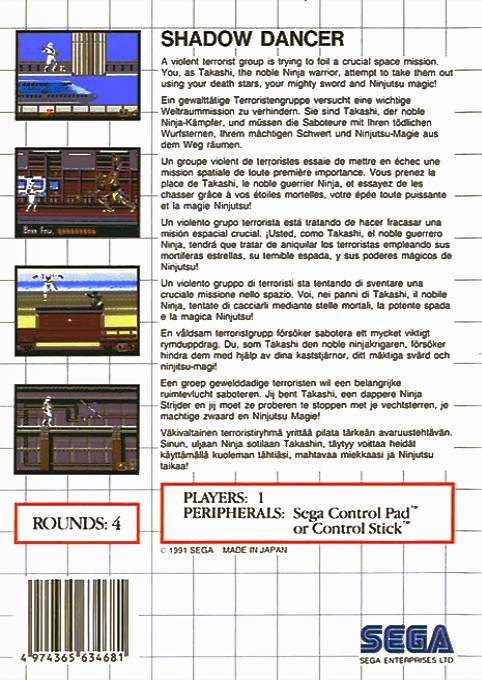 SHADOW DANCER
A violent terrorist group is trying to foil a crucial space mission.
You, as Takashi, the noble Ninja warrior, attempt to take them out
using your death stars, your mighty sword and Ninjutsu magic!
Ein gewalttätige Terroristengruppe versucht eine wichtige
Weltraummission zu verhindern. Sie sind Takashi, der noble
Ninja-Kämpfer, und müssen die Saboteure mit Ihren tödlichen
Wurfsternen, Ihrem mächtigen Schwert und Ninjutsu-Magie aus
dem Weg räumen.
Un groupe violent de terroristes essaie de mettre en échec une
mission spatiale de toute première importance. Vous prenez la
place de Takashi, le noble guerrier Ninja, et essayez de les
chasser grâce à vos étoiles mortelles, votre épée toute puissante
et la magie Ninjutsu!
Un violento grupo terrorista está tratando de hacer fracasar una
misión espacial crucial. ¡Usted, como Takashi, el noble guerrero
Ninja, tendrá que tratar de aniquilar los terroristas empleando sus
mortíferas estrellas, su temible espada, y sus poderes mágicos de
Ninjutsu!
Un violento gruppo di terroristi sta tentando di sventare una
cruciale missione nello spazio. Voi, nei panni di Takashi, il nobile
Ninja, tentate di cacciarli mediante stelle mortali, la potente spada
e la magica Ninjutsu!
En våldsam terroristgrupp försöker sabotera ett mycket viktigt
rymduppdrag. Du, som Takashi den noble ninjakrigaren, försöker
hindra dem med hjälp av dina kaststjärnor, ditt mäktiga svärd och
ninjitsu-magi!
Een groep gewelddadige terroristen wil een belangrijke
ruimtevlucht saboteren. Jij bent Takashi, een dappere Ninja
Strijder en jij moet ze proberen te stoppen met je vechtsterren, je
machtige zwaard en Ninjutsu Magie!
Väkivaltainen terroristiryhmä yrittää pilata tärkeän avaruustehtävän.
Sinun, uljaan Ninja sotilaan Takashin, täytyy voittaa heidät
käyttämällä kuoleman tähtiäsi, mahtavaa miekkaasi ja Ninjutsu
taikaa!
ROUNDS: 4
PLAYERS: 1
PERIPHERALS: Sega Control Pad™
or Control Stick™
© 1991 SEGA MADE IN JAPAN
4 974365 634681
SEGA
SEGA ENTERPRISES LTD